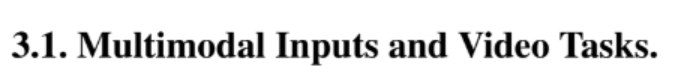 3.1. Multimodal Inputs and Video Tasks.